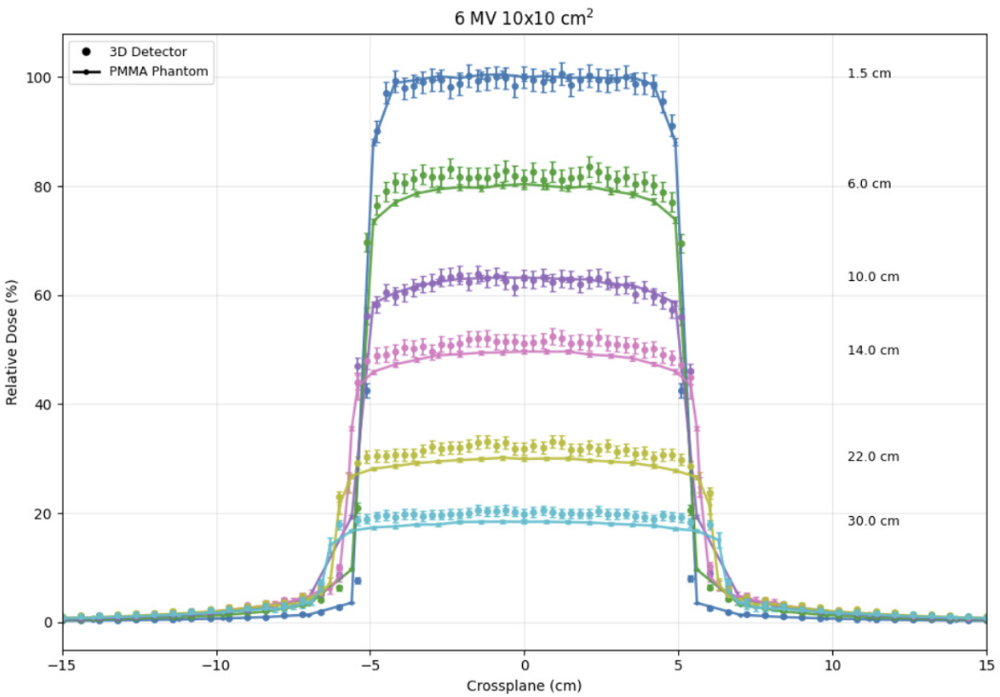 6 MV 10x10 cm²
3D Detector
PMMA Phantom
100
80
60
40
20
0
Relative Dose (%)
1.5 cm
6.0 cm
10.0 cm
14.0 cm
22.0 cm
30.0 cm
−15
−10
−5
0
5
10
15
Crossplane (cm)